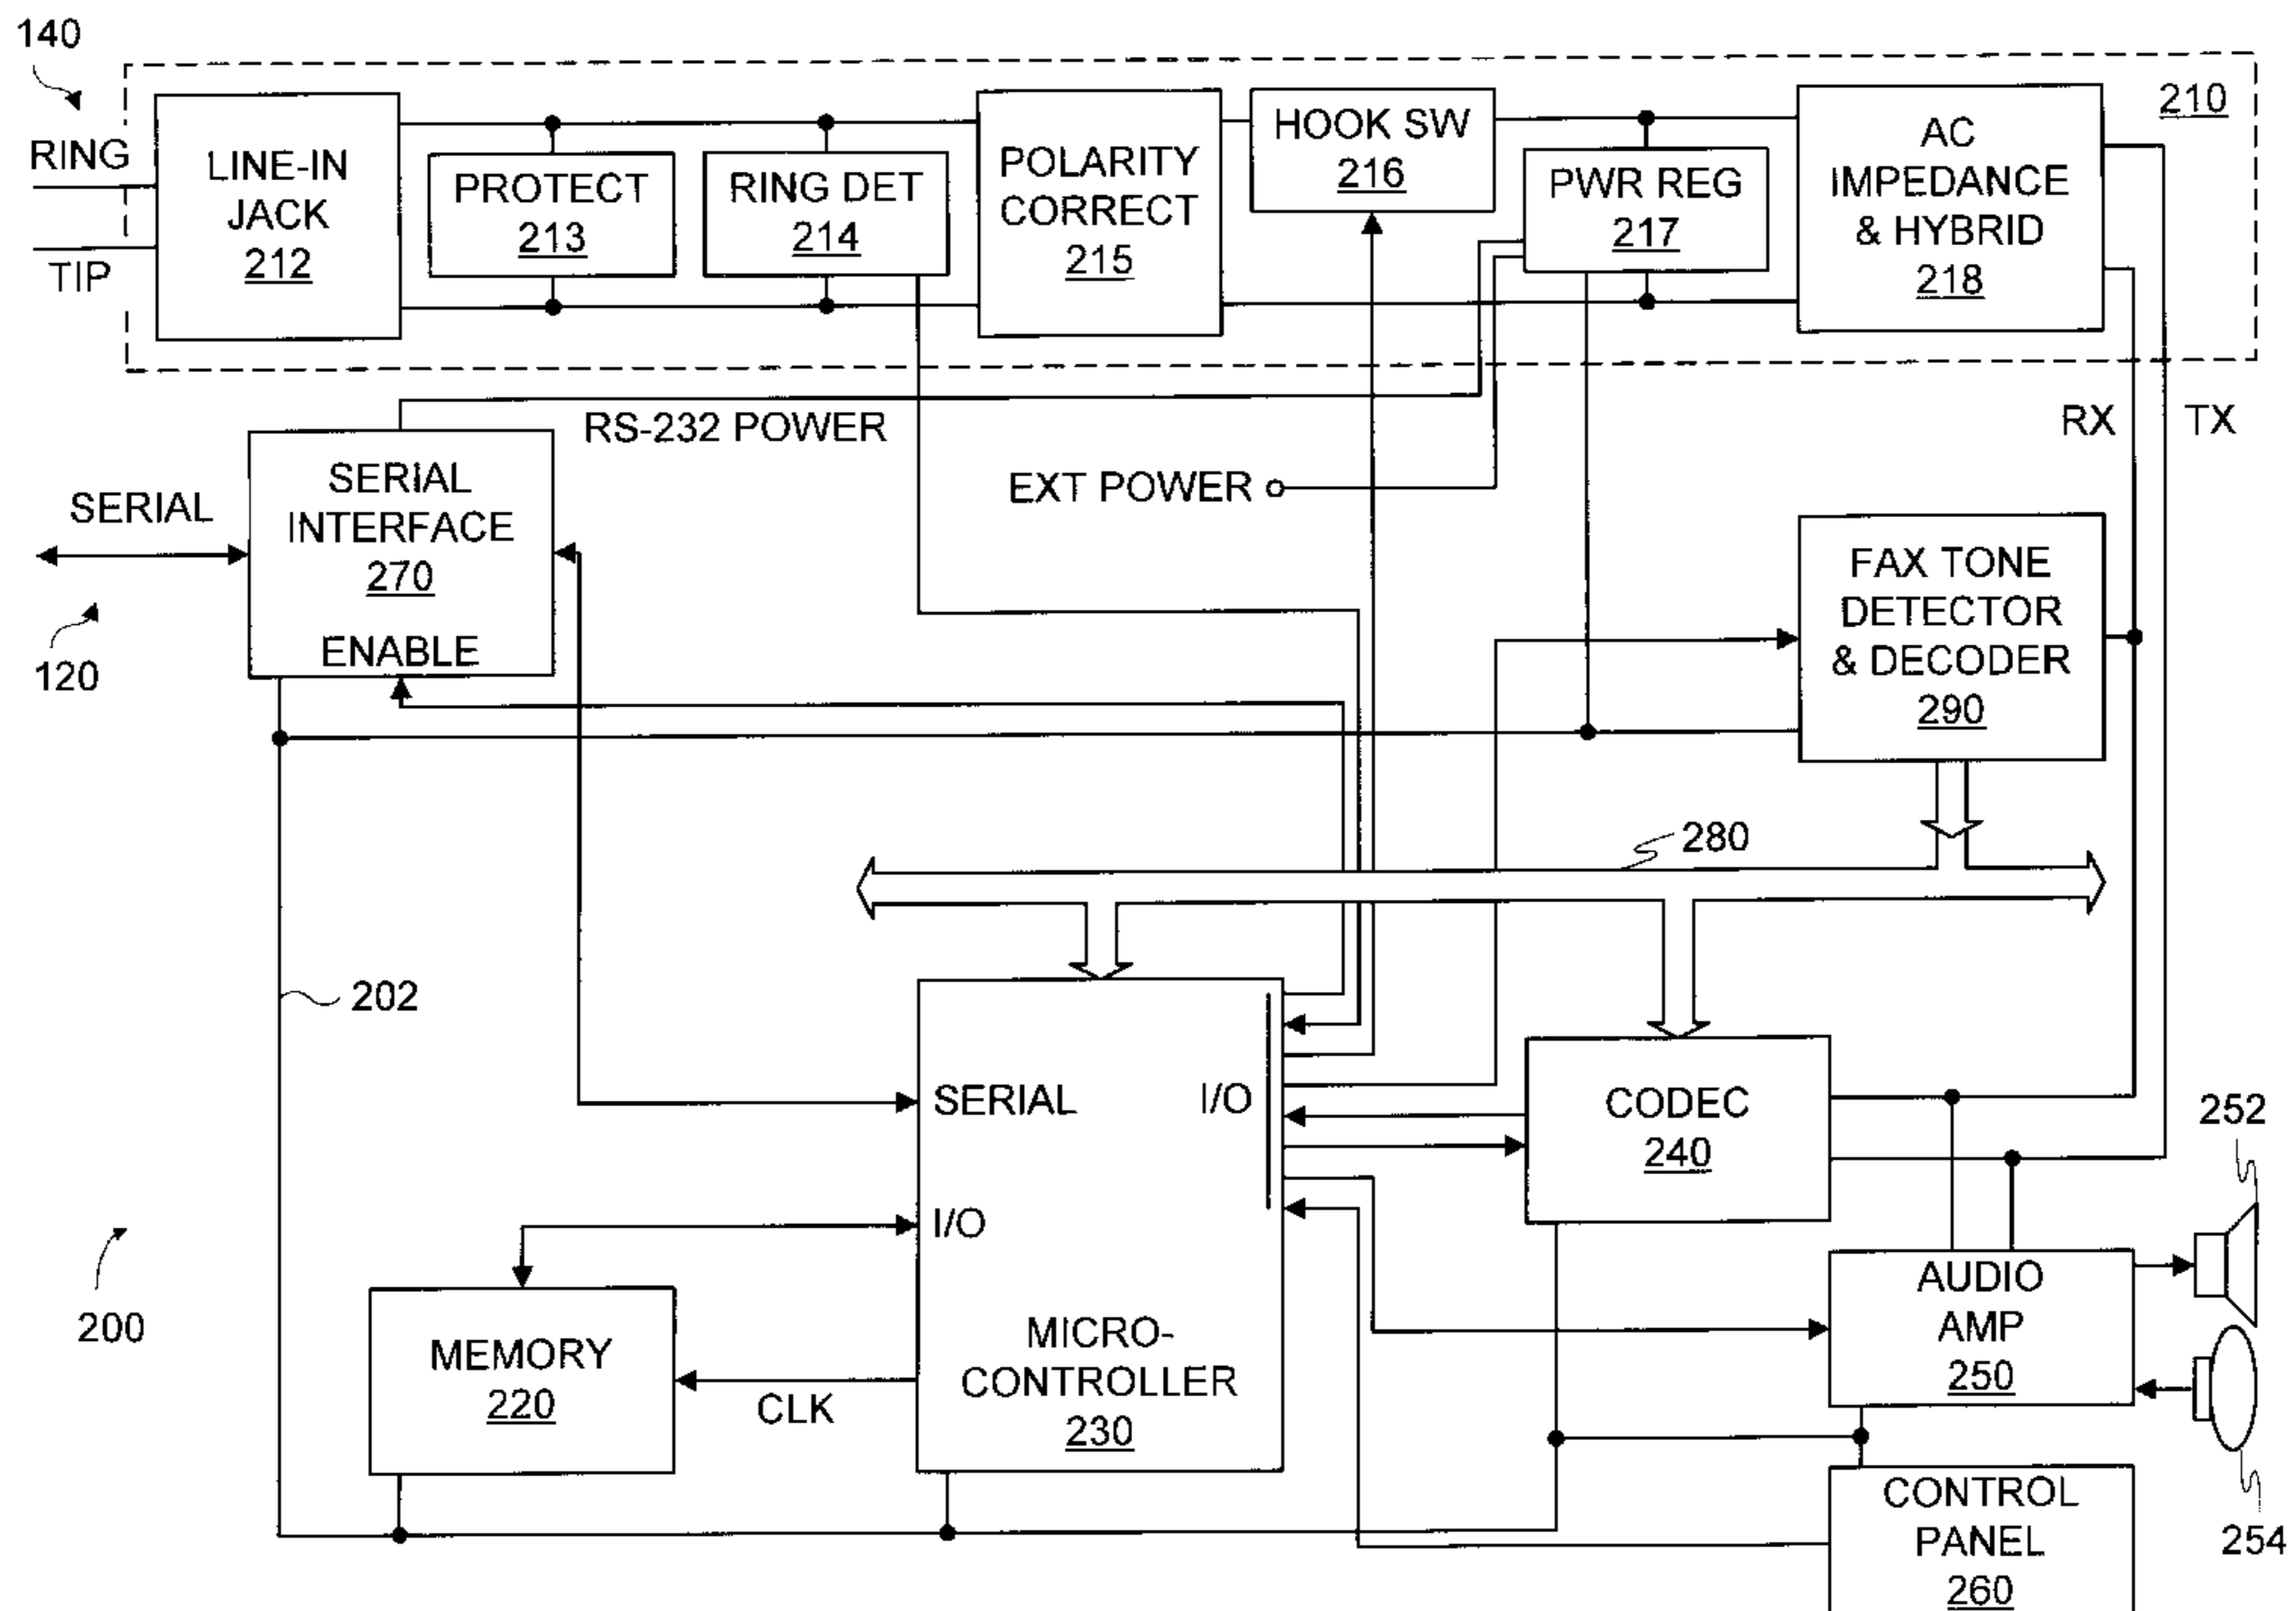 140
RING
TIP
LINE-IN
JACK
212
PROTECT
213
RING DET
214
POLARITY
CORRECT
215
HOOK SW
216
PWR REG
217
AC
IMPEDANCE
& HYBRID
218
210
RS-232 POWER
EXT POWER
RX
TX
SERIAL
120
SERIAL
INTERFACE
270
ENABLE
FAX TONE
DETECTOR
& DECODER
290
280
202
SERIAL
I/O
I/O
MICRO-
CONTROLLER
230
CODEC
240
252
200
MEMORY
220
CLK
AUDIO
AMP
250
254
CONTROL
PANEL
260